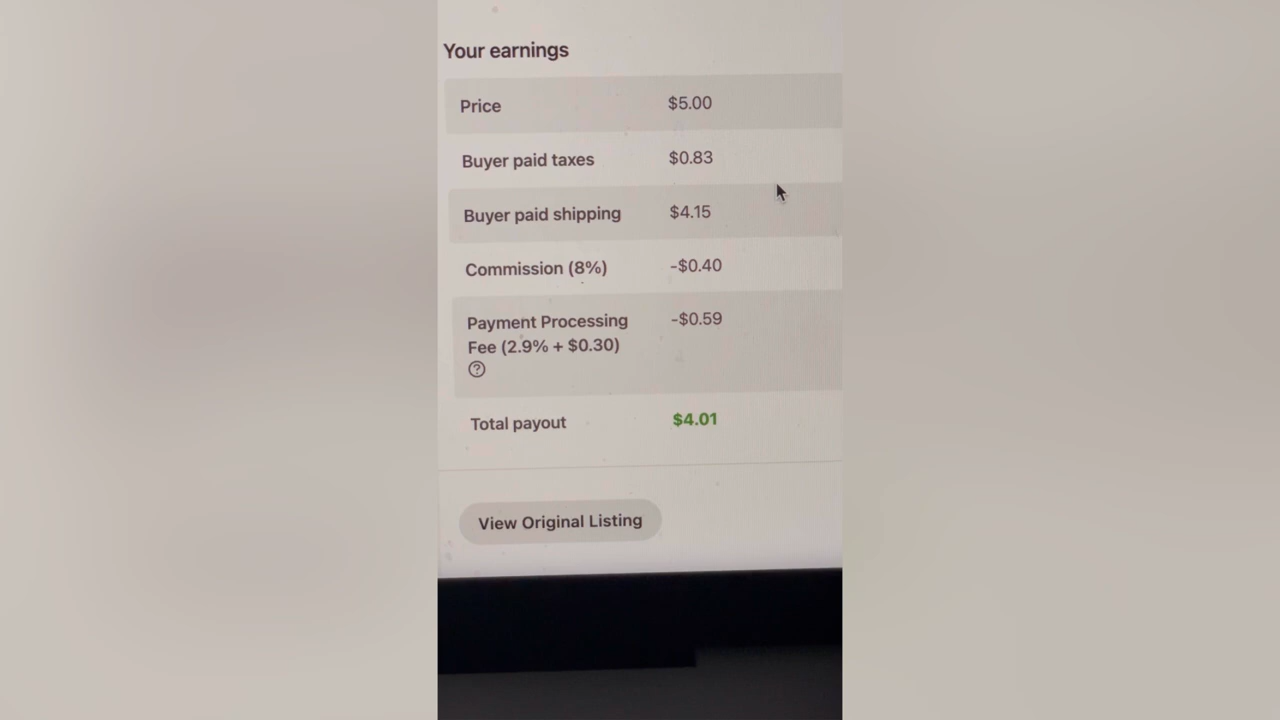 Your earnings
Price $5.00
Buyer paid taxes $0.83
Buyer paid shipping $4.15
Commission (8%) -$0.40
Payment Processing -$0.59
Fee (2.9% + $0.30)
?
Total payout $4.01
View Original Listing